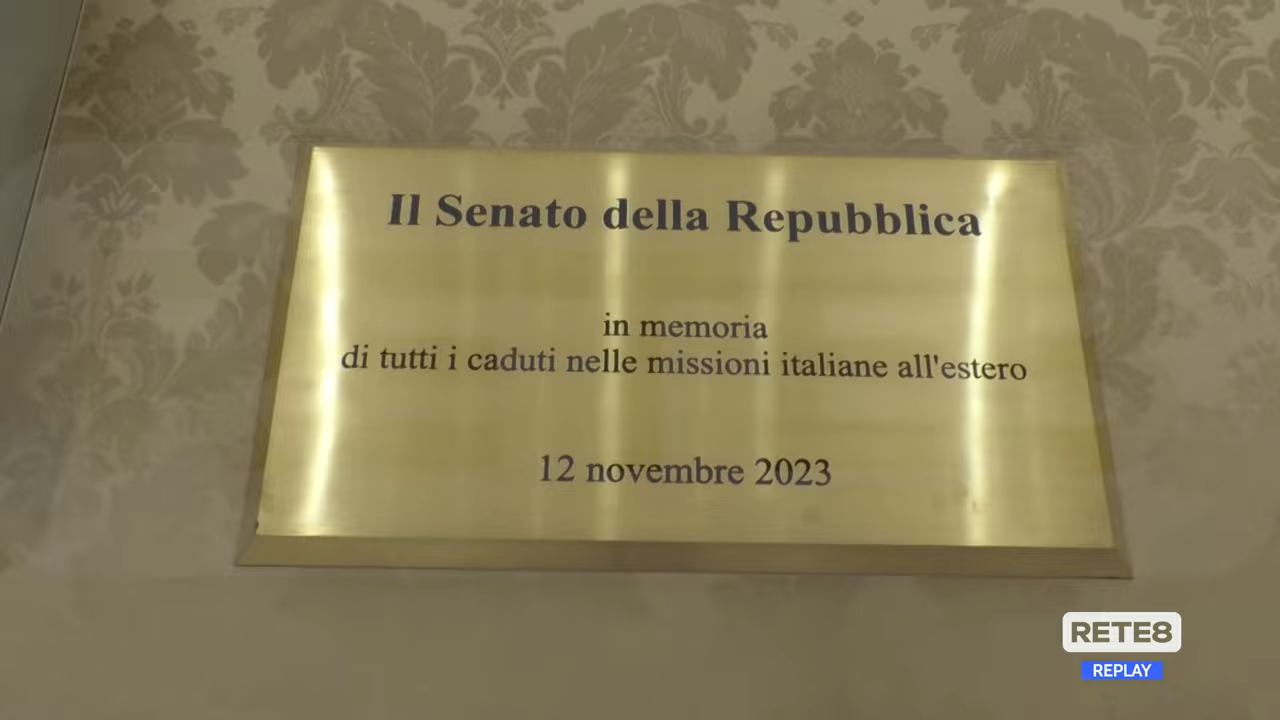 Il Senato della Repubblica
in memoria
di tutti i caduti nelle missioni italiane all'estero
12 novembre 2023
RETE8
REPLAY